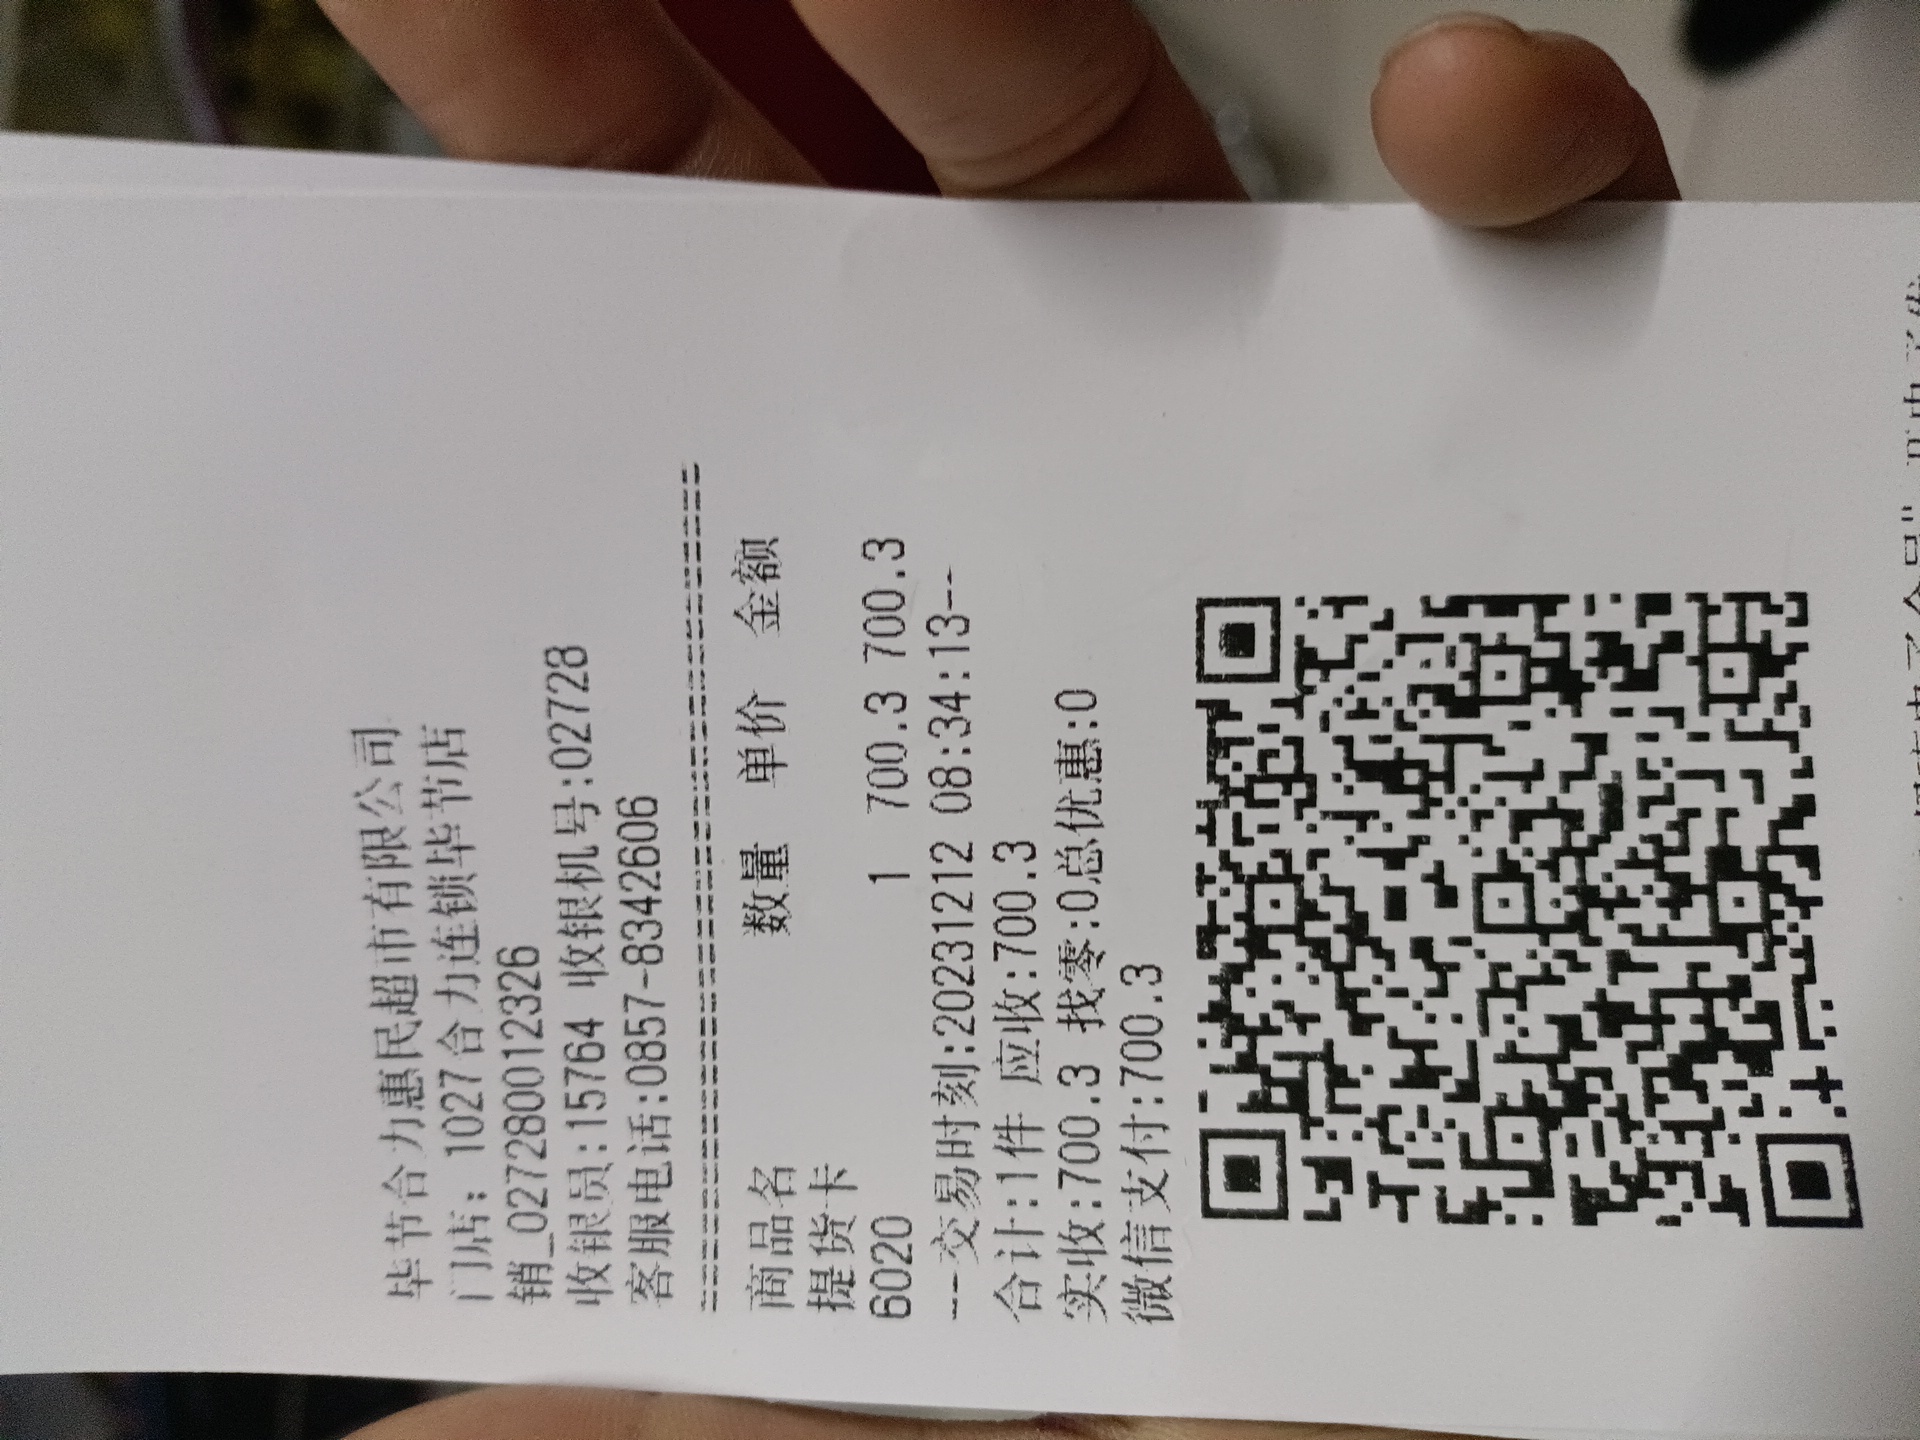 毕节合力惠民超市有限公司
门店: 1027合力连锁毕节店
销_027280012326
收银员:15764 收银机号:02728
客服电话:0857-8342606
商品名 数量 单价 金额
提货卡
6020 1 700.3 700.3
--交易时刻:20231212 08:34:13--
合计:1件 应收:700.3
实收:700.3 找零:0总优惠:0
微信支付:700.3